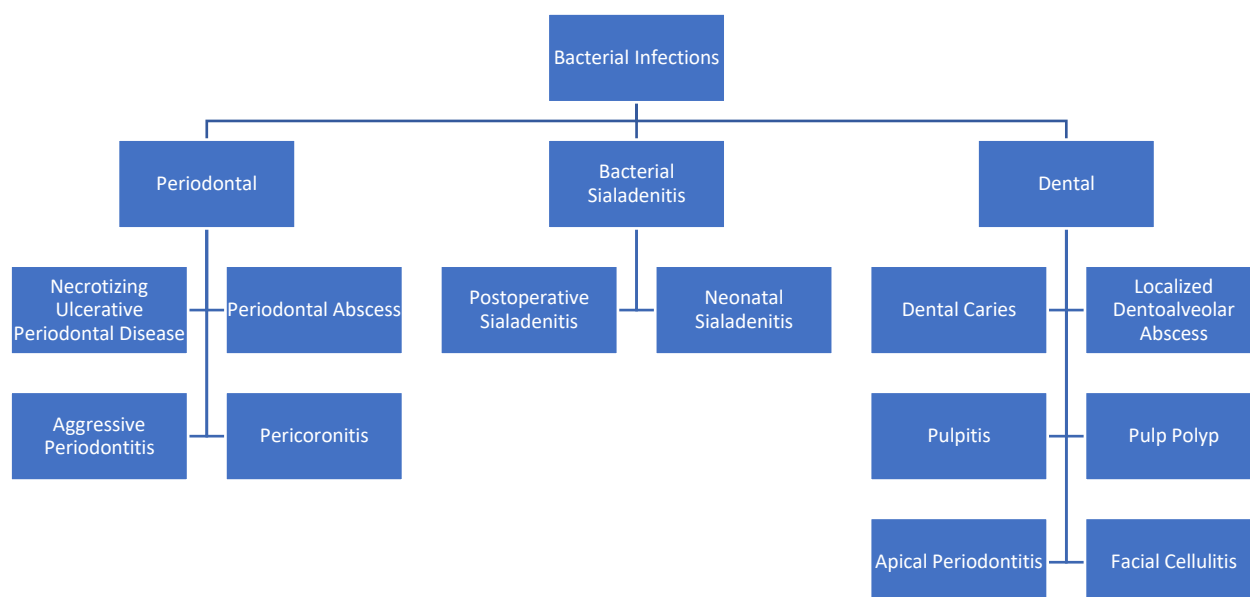 Bacterial Infections
Periodontal
Bacterial
Sialadenitis
Dental
Necrotizing
Ulcerative
Periodontal Disease
Periodontal Abscess
Postoperative
Sialadenitis
Neonatal
Sialadenitis
Dental Caries
Localized
Dentoalveolar
Abscess
Aggressive
Periodontitis
Pericoronitis
Pulpitis
Pulp Polyp
Apical Periodontitis
Facial Cellulitis